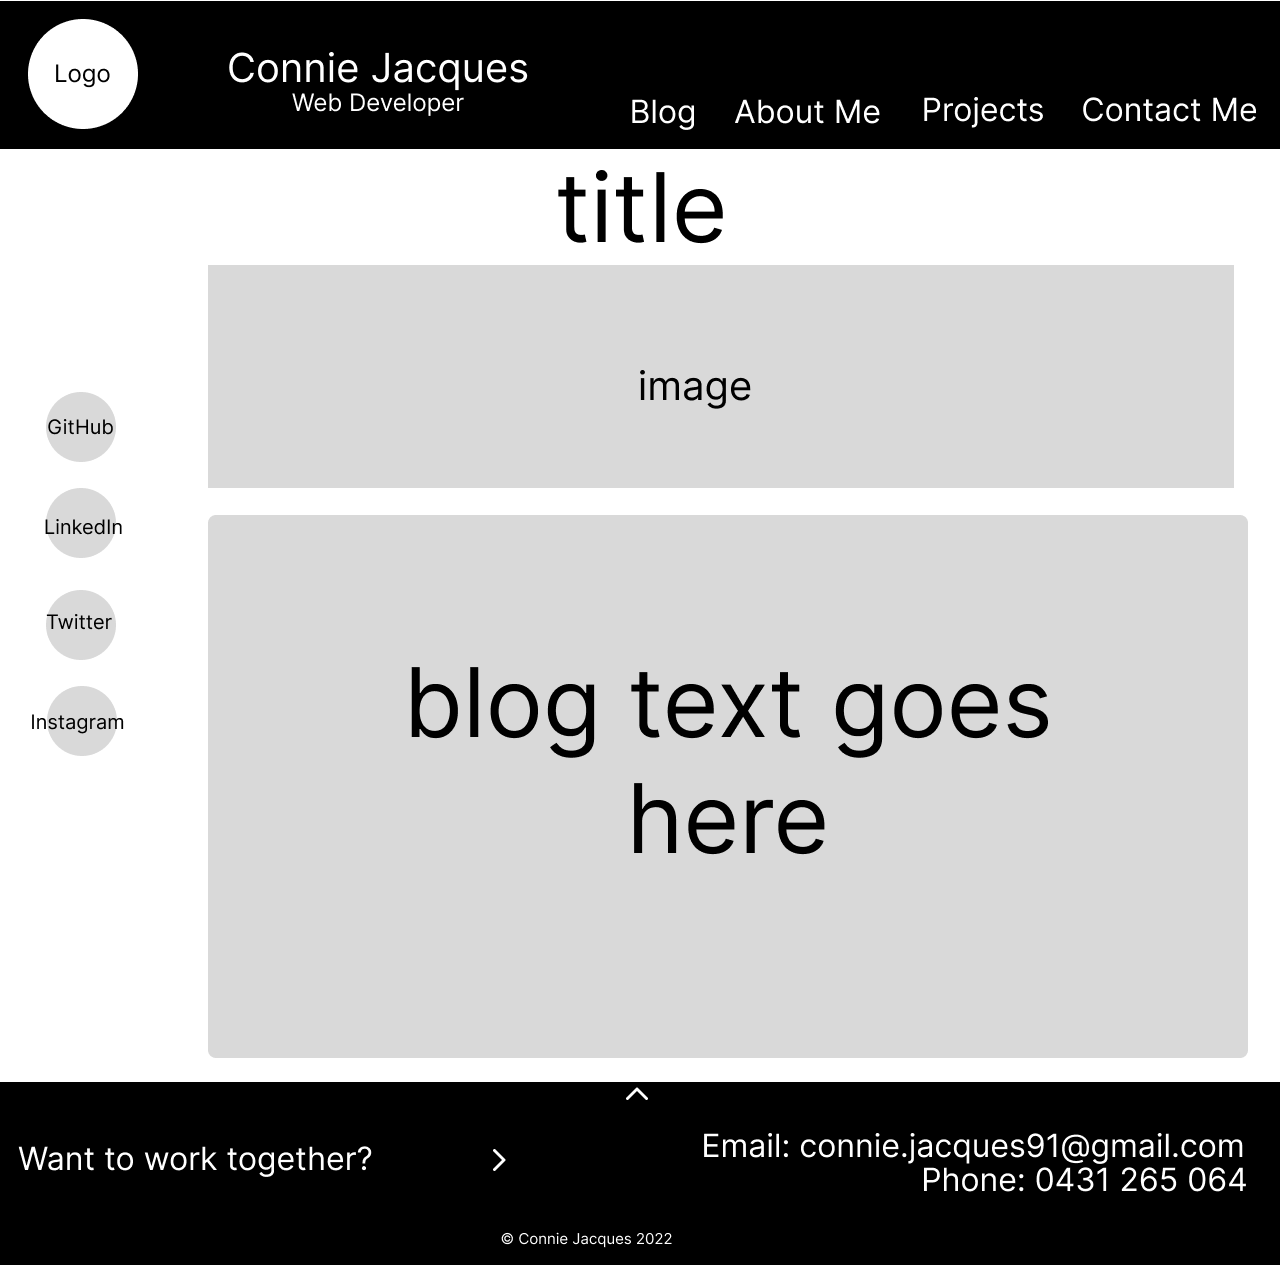 Logo
Connie Jacques
Web Developer
Blog About Me Projects Contact Me
title
image
GitHub
LinkedIn
Twitter
Instagram
blog text goes
here
Want to work together?
Email: connie.jacques91@gmail.com
Phone: 0431 265 064
© Connie Jacques 2022